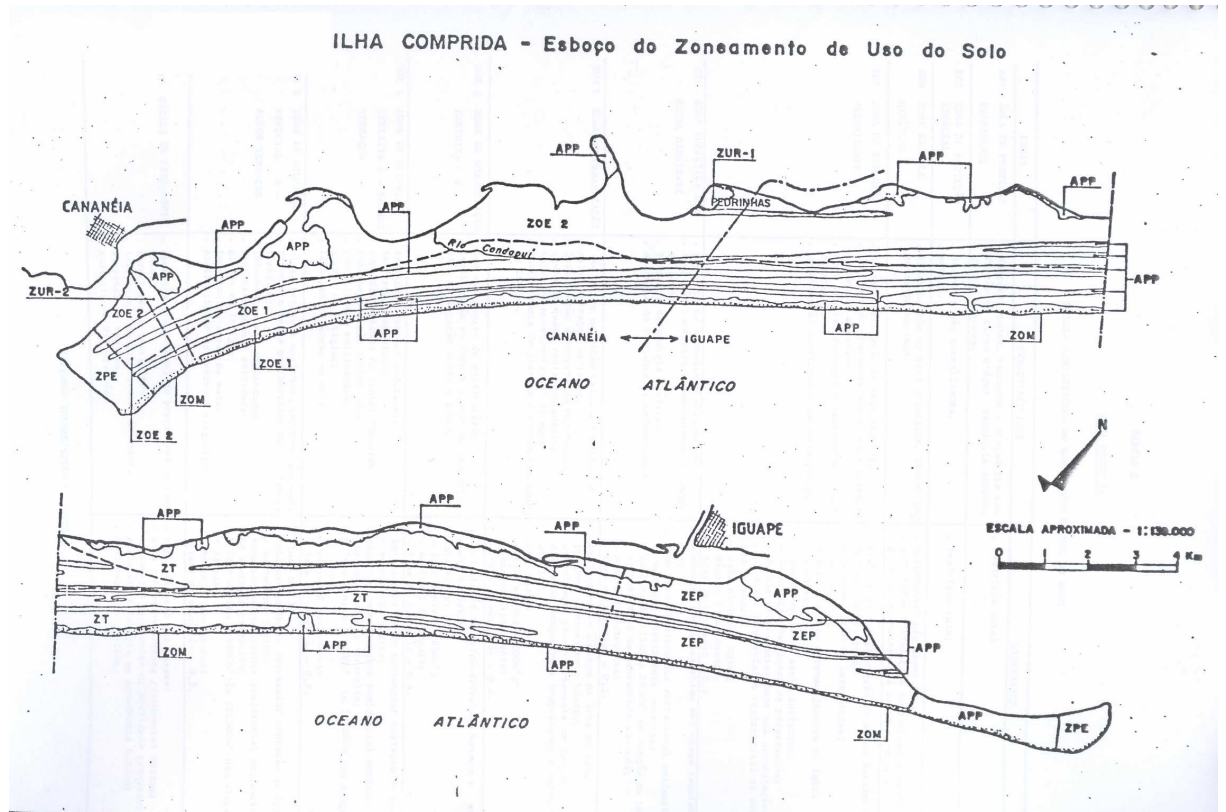 ILHA COMPRIDA - Esboço do Zoneamento de Uso do Solo
APP
ZUR-1
APP
PEDRINHAS
APP
CANANÉIA
APP
APP
ZOE 2
APP
Rio Candapuí
APP
ZUR-2
APP
ZOE 2
ZOE 1
APP
APP
ZOM
ZPE
ZOE 1
CANANÉIA
IGUAPE
ZOM
OCEANO ATLÂNTICO
ZOE 2
N
APP
APP
APP
IGUAPE
ESCALA APROXIMADA - 1:136.000
0 1 2 3 4 Km
ZT
ZT
ZEP
APP
ZT
ZEP
ZEP
APP
ZOM
APP
APP
OCEANO ATLÂNTICO
ZOM
APP
ZPE